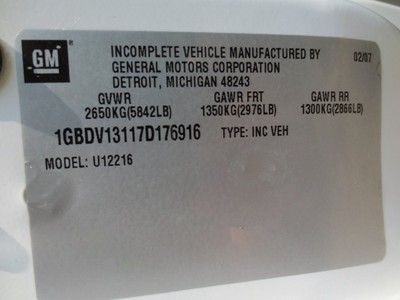 GM
INCOMPLETE VEHICLE MANUFACTURED BY 02/07
GENERAL MOTORS CORPORATION
DETROIT, MICHIGAN 48243
GVWR GAWR FRT GAWR RR
2650KG(5842LB) 1350KG(2976LB) 1300KG(2866LB)
1GBDV13117D176916 TYPE: INC VEH
MODEL: U12216